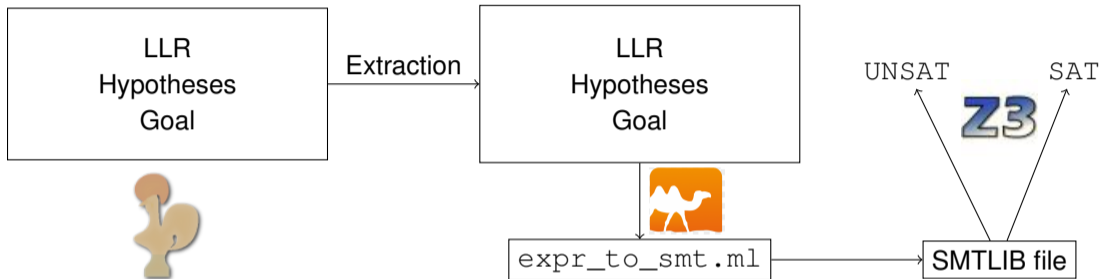 LLR
Hypotheses
Goal
Extraction
LLR
Hypotheses
Goal
UNSAT
SAT
Z3
expr_to_smt.ml
SMTLIB file